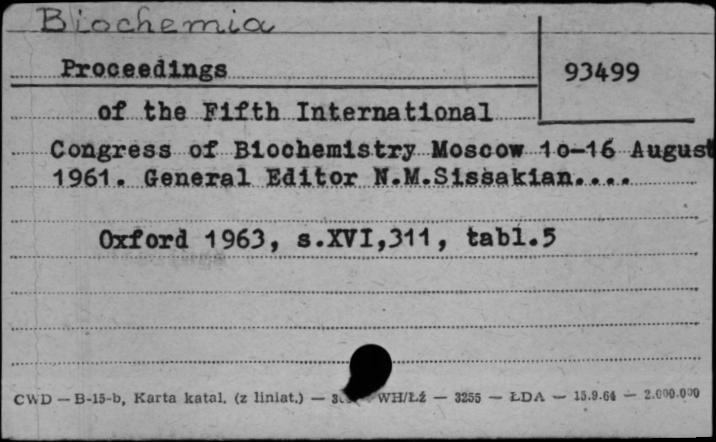 Biochemia
Proceedings
93499
of the Fifth International
Congress of Biochemistry Moscow 1o-16 August
1961. General Editor N.M.Sissakian....
Oxford 1963, s.XVI,311, tabl.5
CWD — B-15-b, Karta katal. (z liniat.) — WH/Łż — 3255 — ŁDA — 15.9.64 — 2.000.000